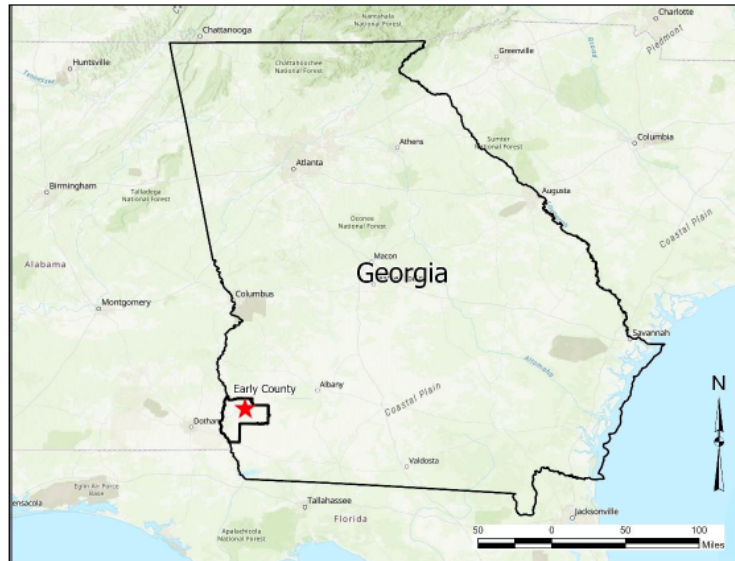 Nantahala
National Forest
Charlotte
Chattanooga
Piedmont
Huntsville
Chattahoochee
National Forest
Greenville
Broad
Tennessee
Athens
Sumter
National Forest
Columbia
Atlanta
Birmingham
Talladega
National Forest
Augusta
Oconee
National Forest
Coastal Plain
Alabama
Macon
Georgia
Columbus
Montgomery
Savannah
Altamaha
Early County
Albany
Coastal Plain
N
Dothan
Valdosta
Eglin Air Force
Base
ensacola
Tallahassee
Florida
Jacksonville
Apalachicola
National Forest
50 0 50 100
Miles